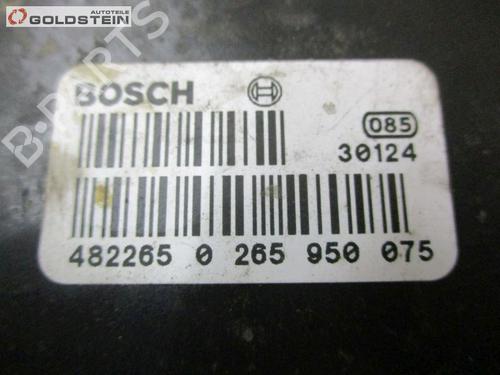 AUTOTEILE
GOLDSTEIN
B-PARTS
BOSCH
085
30124
482265 0 265 950 075